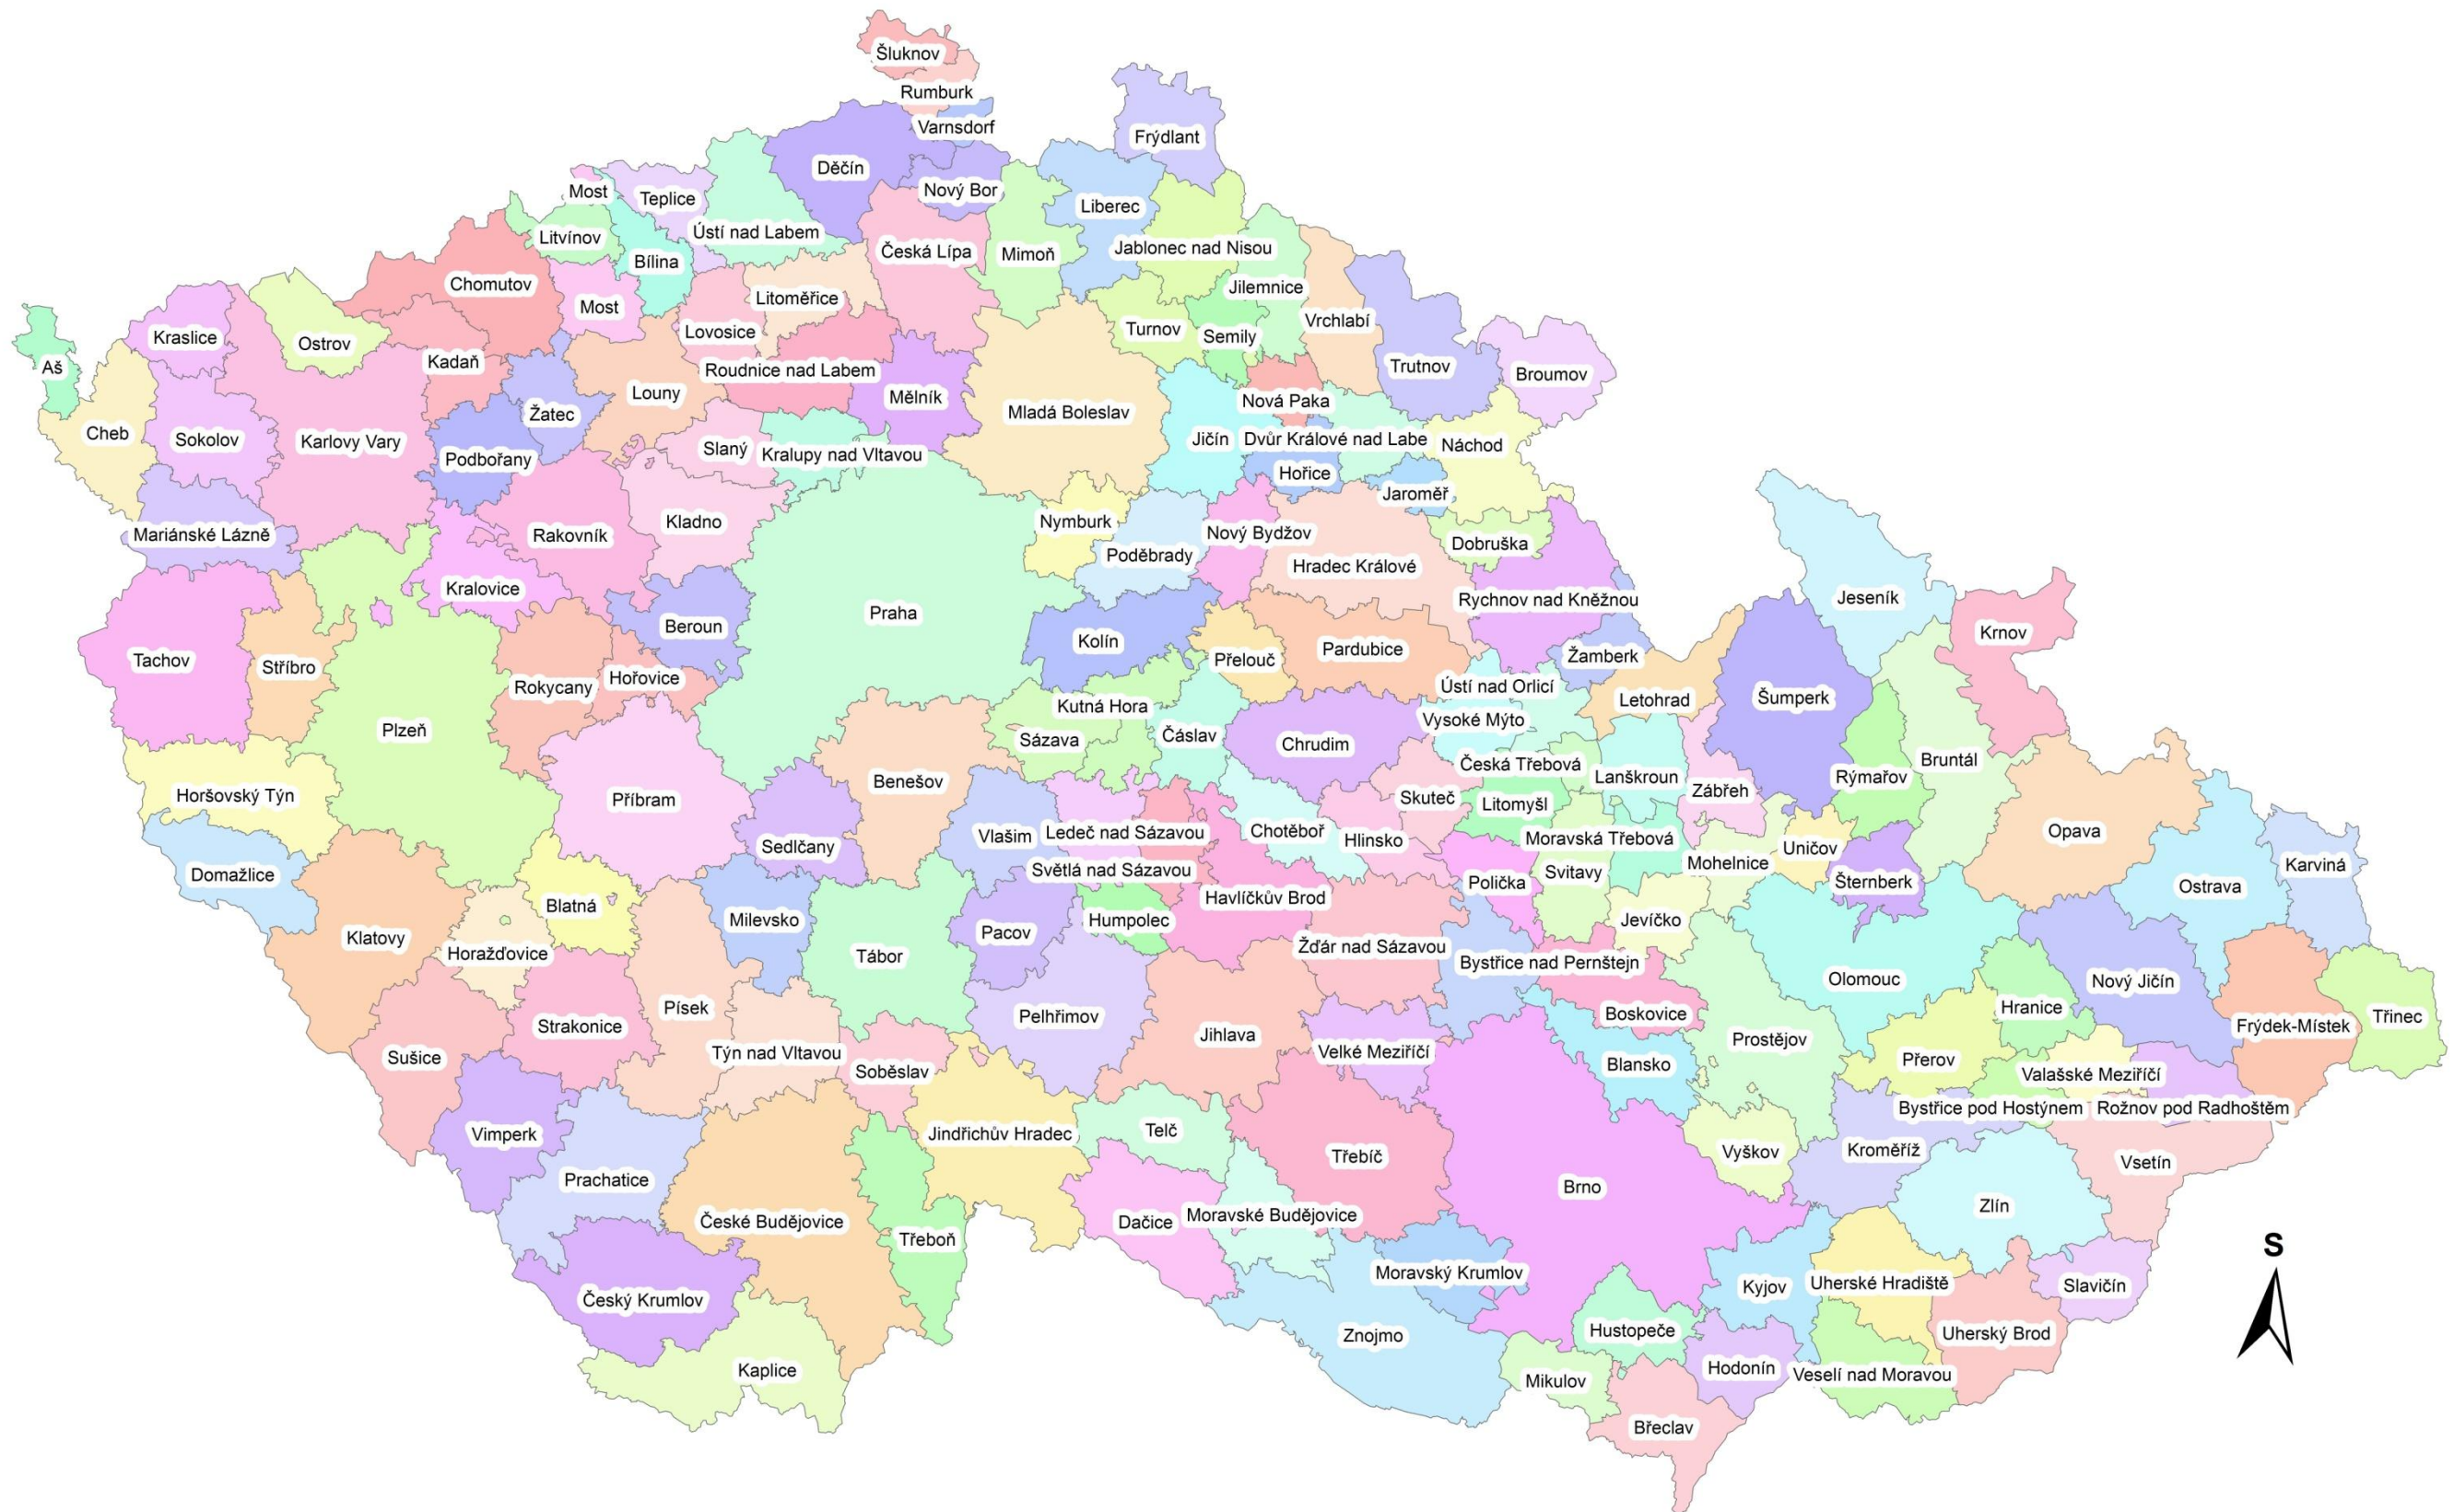 Šluknov
Rumburk
Varnsdorf
Frýdlant
Děčín
Nový Bor
Most
Teplice
Liberec
Litvínov
Ústí nad Labem
Česká Lípa
Mimoň
Jablonec nad Nisou
Bílina
Chomutov
Jilemnice
Litoměřice
Most
Vrchlabí
Lovosice
Turnov
Semily
Kraslice
Ostrov
Kadaň
Aš
Roudnice nad Labem
Trutnov
Broumov
Louny
Mělník
Nová Paka
Žatec
Mladá Boleslav
Cheb
Sokolov
Karlovy Vary
Jičín
Dvůr Králové nad Labe
Náchod
Slaný
Kralupy nad Vltavou
Podbořany
Hořice
Jaroměř
Kladno
Nymburk
Mariánské Lázně
Rakovník
Nový Bydžov
Dobruška
Poděbrady
Hradec Králové
Kralovice
Jeseník
Rychnov nad Kněžnou
Praha
Beroun
Kolín
Krnov
Pardubice
Přelouč
Žamberk
Tachov
Stříbro
Hořovice
Rokycany
Ústí nad Orlicí
Letohrad
Šumperk
Kutná Hora
Vysoké Mýto
Plzeň
Sázava
Čáslav
Chrudim
Bruntál
Česká Třebová
Lanškroun
Rýmařov
Benešov
Zábřeh
Horšovský Týn
Příbram
Skuteč
Litomyšl
Vlašim
Ledeč nad Sázavou
Chotěboř
Hlinsko
Moravská Třebová
Opava
Sedlčany
Uničov
Mohelnice
Karviná
Světlá nad Sázavou
Svitavy
Domažlice
Polička
Šternberk
Ostrava
Havlíčkův Brod
Blatná
Milevsko
Humpolec
Jevíčko
Pacov
Klatovy
Žďár nad Sázavou
Horažďovice
Tábor
Bystřice nad Pernštejn
Olomouc
Nový Jičín
Písek
Hranice
Boskovice
Pelhřimov
Třinec
Strakonice
Frýdek-Místek
Jihlava
Prostějov
Týn nad Vltavou
Velké Meziříčí
Sušice
Přerov
Blansko
Soběslav
Valašské Meziříčí
Bystřice pod Hostýnem
Rožnov pod Radhoštěm
Telč
Vimperk
Jindřichův Hradec
Vyškov
Kroměříž
Třebíč
Vsetín
Prachatice
Brno
Zlín
Moravské Budějovice
České Budějovice
Dačice
Třeboň
S
Moravský Krumlov
Uherské Hradiště
Kyjov
Slavičín
Český Krumlov
Hustopeče
Uherský Brod
Znojmo
Hodonín
Kaplice
Veselí nad Moravou
Mikulov
Břeclav